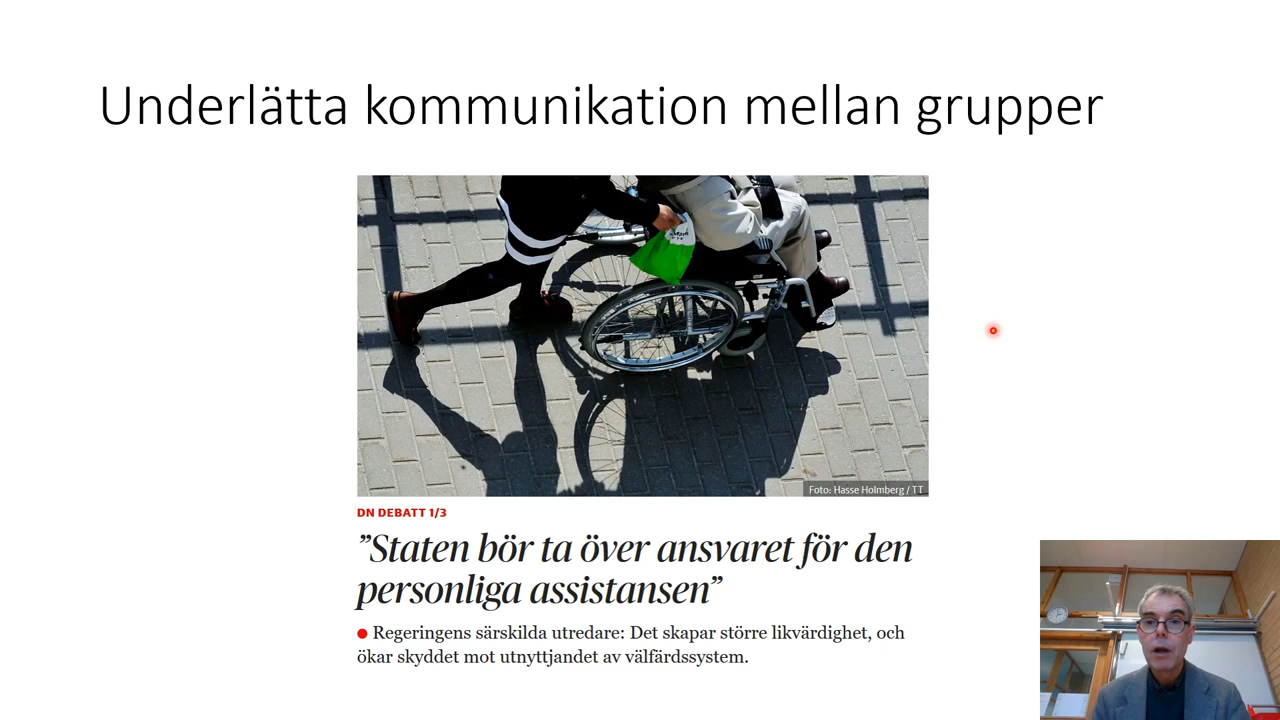 Underlätta kommunikation mellan grupper
Foto: Hasse Holmberg / TT
DN DEBATT 1/3
”Staten bör ta över ansvaret för den
personliga assistansen”
Regeringens särskilda utredare: Det skapar större likvärdighet, och
ökar skyddet mot utnyttjandet av välfärdssystem.